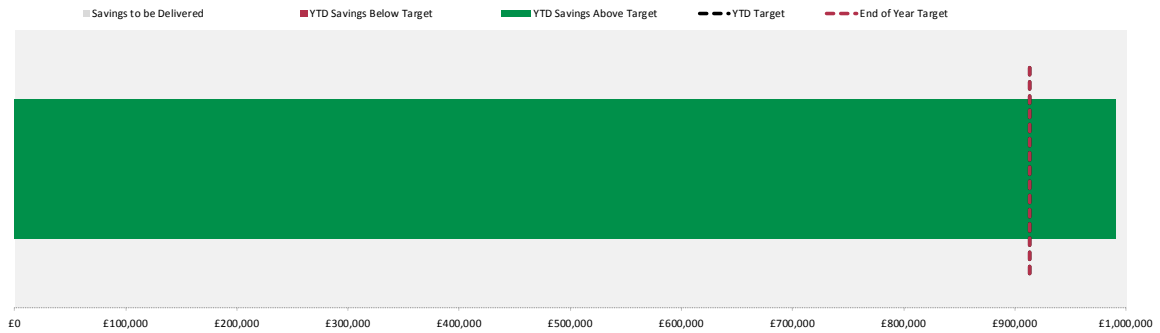 Savings to be Delivered YTD Savings Below Target YTD Savings Above Target YTD Target End of Year Target
£0 £100,000 £200,000 £300,000 £400,000 £500,000 £600,000 £700,000 £800,000 £900,000 £1,000,000